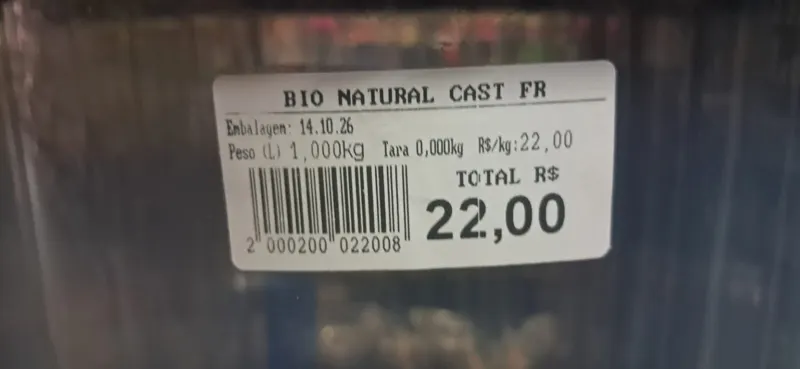 BIO NATURAL CAST FR
Embalagem: 14.10.26
Peso (L) 1,000kg Tara 0,000kg R$/kg:22,00
TOTAL R$
22,00
2 000200 022008